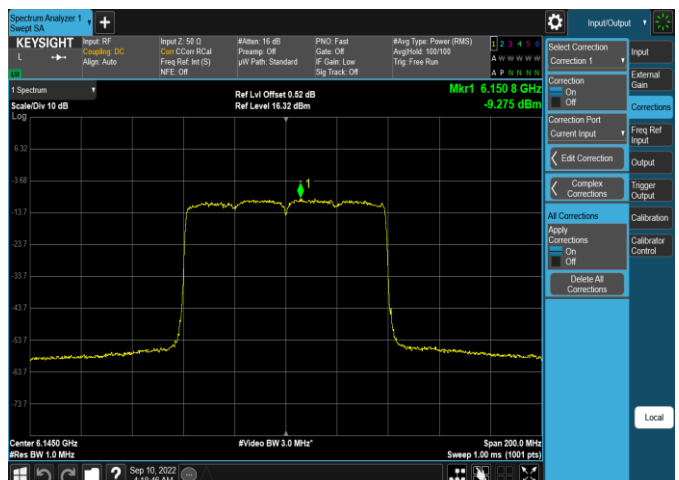 Spectrum Analyzer 1
Swept SA
+
Input/Output
KEYSIGHT
L
LW
Input: RF
Coupling: DC
Align: Auto
Input Z: 50 Ω
Corr CCorr RCal
Freq Ref: Int (S)
NFE: Off
#Atten: 16 dB
Preamp: Off
µW Path: Standard
PNO: Fast
Gate: Off
IF Gain: Low
Sig Track: Off
#Avg Type: Power (RMS)
Avg|Hold: 100/100
Trig: Free Run
1 2 3 4 5 6
A W W W W W
A P N N N N
1 Spectrum
Scale/Div 10 dB
Log
Ref Lvl Offset 0.52 dB
Ref Level 16.32 dBm
Mkr1 6.150 8 GHz
-9.275 dBm
1
6.32
-3.68
-13.7
-23.7
-33.7
-43.7
-53.7
-63.7
-73.7
Center 6.1450 GHz
#Res BW 1.0 MHz
#Video BW 3.0 MHz*
Span 200.0 MHz
Sweep 1.00 ms (1001 pts)
Select Correction
Correction 1
Correction
On
Off
Correction Port
Current Input
Edit Correction
Complex
Corrections
All Corrections
Apply
Corrections
On
Off
Delete All
Corrections
Input
External
Gain
Corrections
Freq Ref
Input
Output
Trigger
Output
Calibration
Calibrator
Control
Local
?
Sep 10, 2022
4:18:46 AM